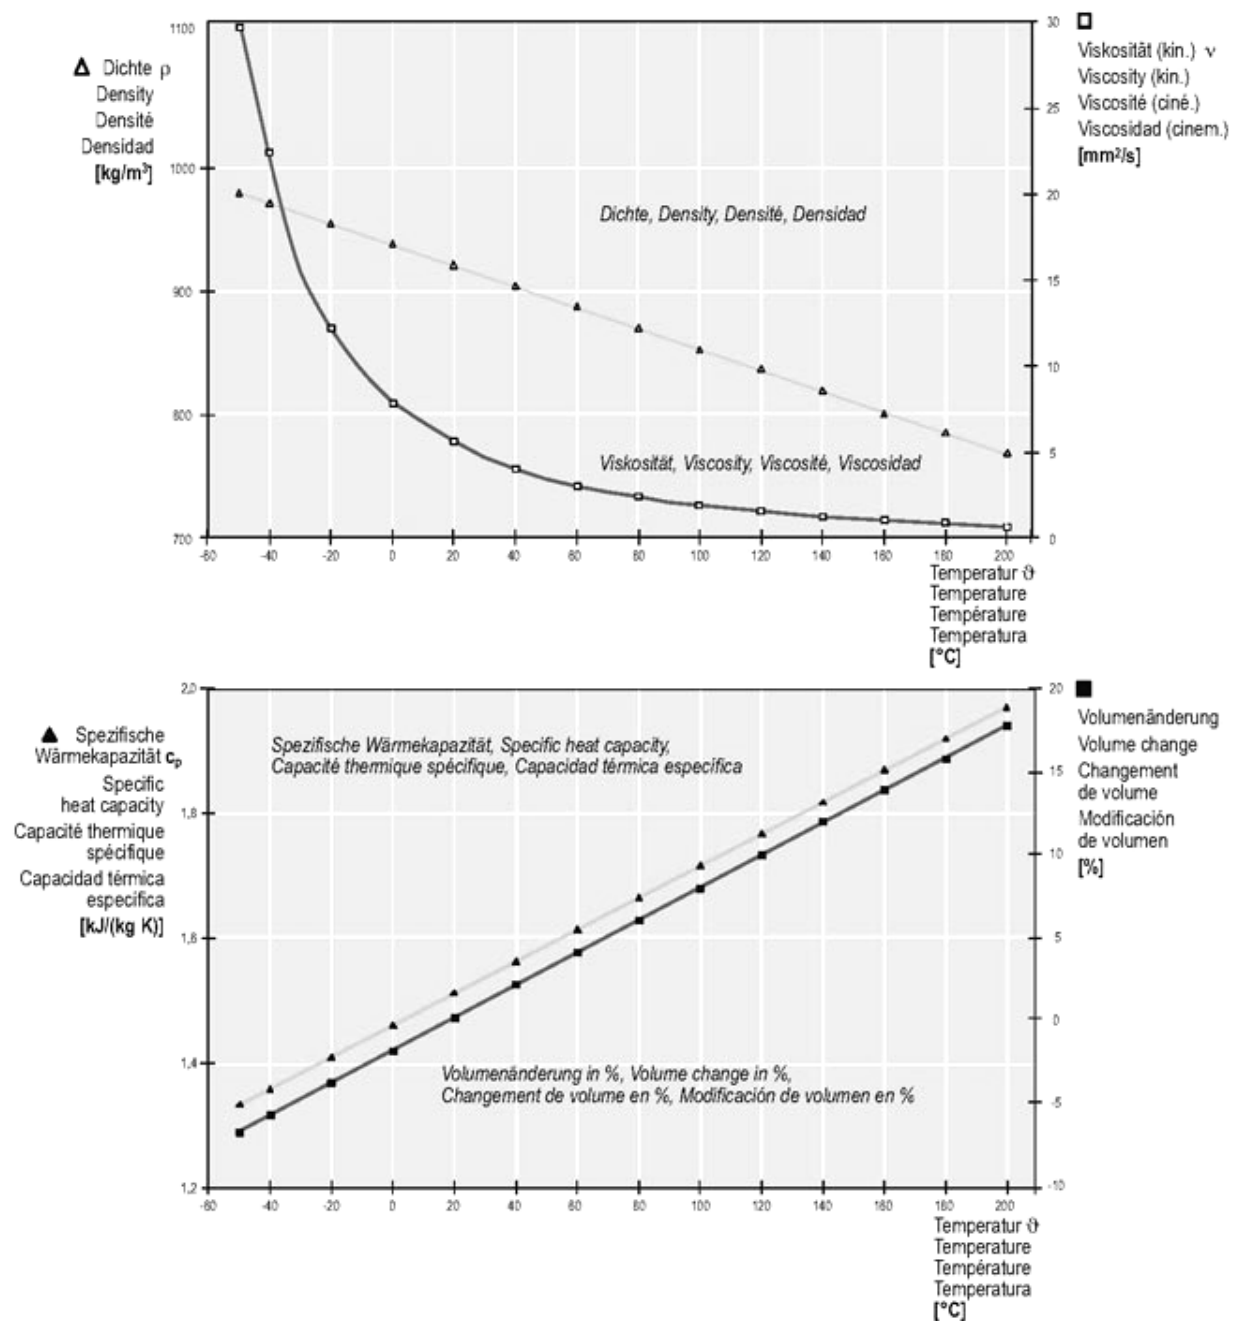 1100
1000
900
800
700
△ Dichte ρ
Density
Densité
Densidad
[kg/m³]
30
25
20
15
10
5
0
Viskosität (kin.) ν
Viscosity (kin.)
Viscosité (ciné.)
Viscosidad (cinem.)
[mm²/s]
Dichte, Density, Densité, Densidad
Viskosität, Viscosity, Viscosité, Viscosidad
-60 -40 -20 0 20 40 60 80 100 120 140 160 180 200
Temperatur ϑ
Temperature
Température
Temperatura
[°C]
2,0
1,8
1,6
1,4
1,2
▲ Spezifische
Wärmekapazität cp
Specific
heat capacity
Capacité thermique
spécifique
Capacidad térmica
especifica
[kJ/(kg K)]
20
15
10
5
0
-5
-10
Volumenänderung
Volume change
Changement
de volume
Modificación
de volumen
[%]
Spezifische Wärmekapazität, Specific heat capacity,
Capacité thermique spécifique, Capacidad térmica específica
Volumenänderung in %, Volume change in %,
Changement de volume en %, Modificación de volumen en %
-60 -40 -20 0 20 40 60 80 100 120 140 160 180 200
Temperatur ϑ
Temperature
Température
Temperatura
[°C]